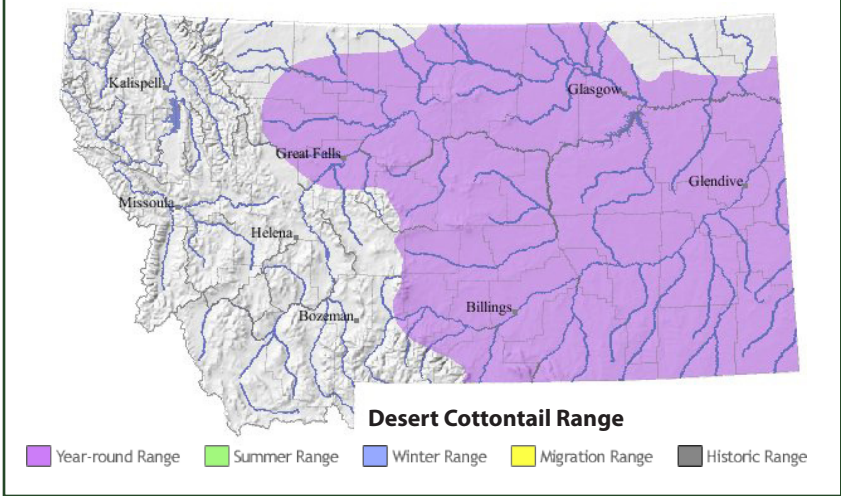 Kalispell
Glasgow
Great Falls
Glendive
Missoula
Helena
Billings
Bozeman
Desert Cottontail Range
Year-round Range Summer Range Winter Range Migration Range Historic Range